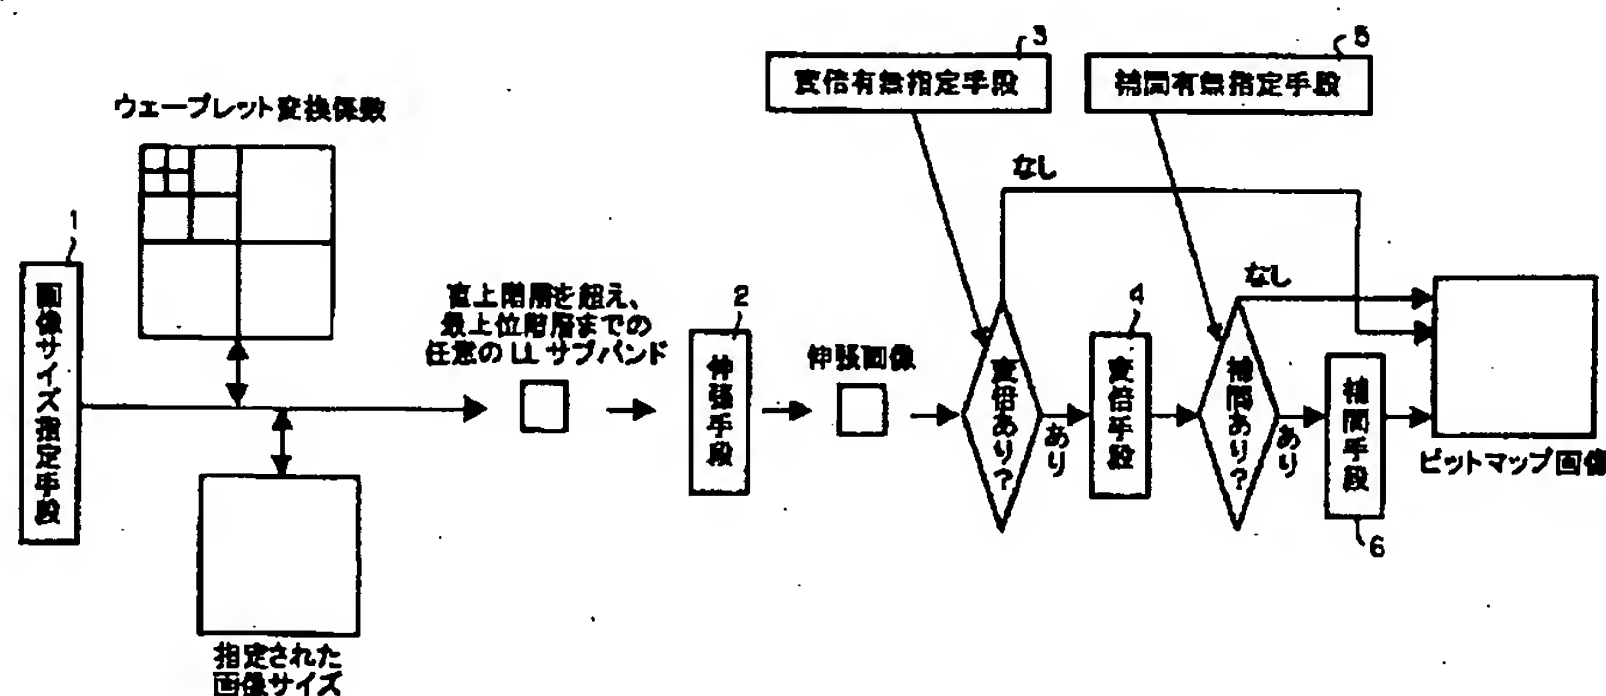 3
5
変倍有無指定手段
補間有無指定手段
ウェーブレット変換係数
なし
1
画像サイズ指定手段
直上階層を超え、
最上位階層までの
任意の LL サブバンド
2
伸張手段
伸張画像
変倍あり?
あり
4
変倍手段
なし
補間あり?
あり
補間手段
6
ビットマップ画像
指定された
画像サイズ